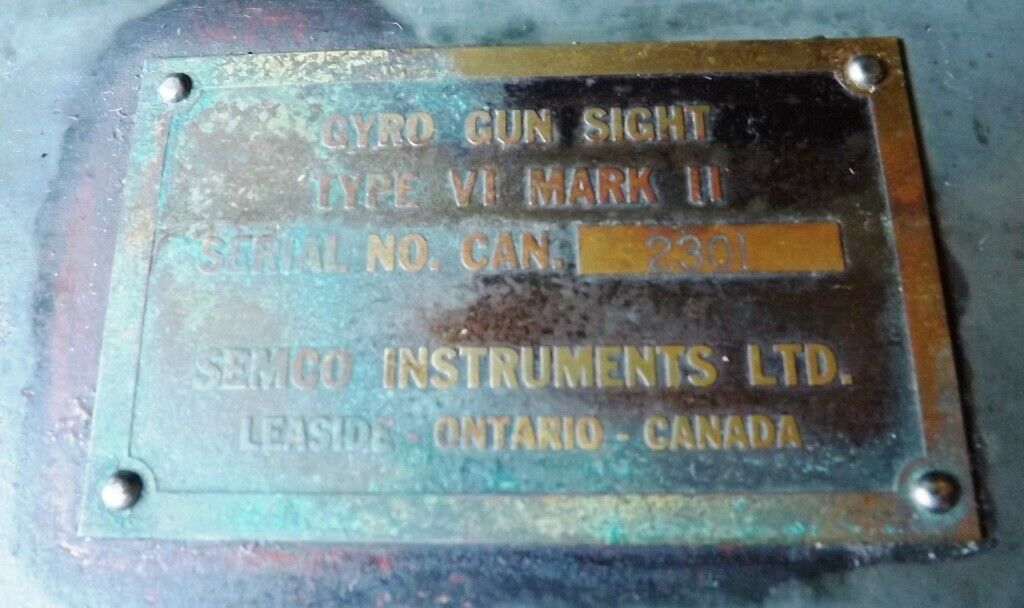 GYRO GUN SIGHT
TYPE VI MARK II
SERIAL NO. CAN. 2301
SEMCO INSTRUMENTS LTD.
LEASIDE - ONTARIO - CANADA